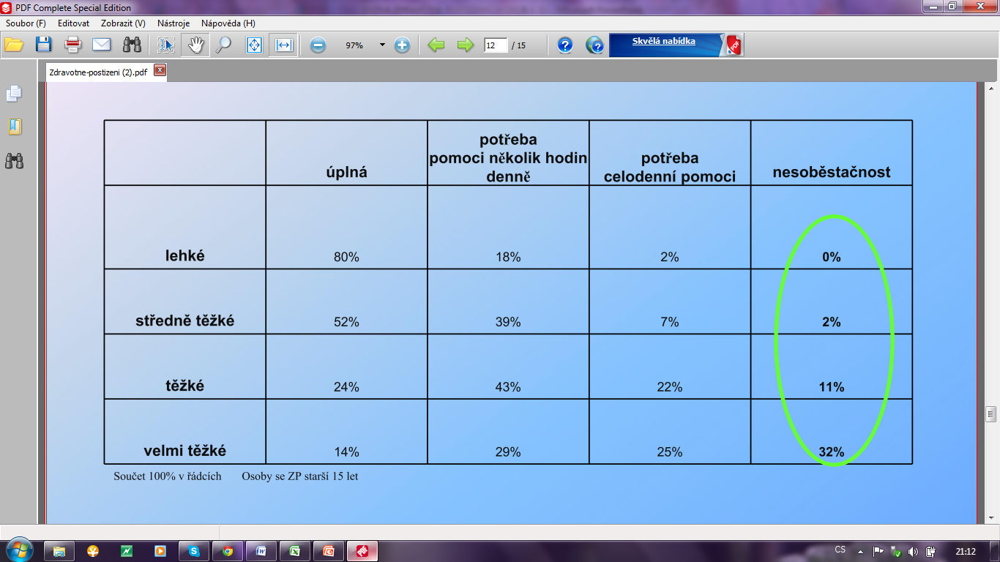 PDF Complete Special Edition
Soubor (F) Editovat Zobrazit (V) Nástroje Nápověda (H)
97% 12 / 15 Skvělá nabídka PDF
Zdravotne-postizeni (2).pdf
potřeba
pomoci několik hodin
denně
úplná
potřeba
celodenní pomoci
nesoběstačnost
lehké 80% 18% 2% 0%
středně těžké 52% 39% 7% 2%
těžké 24% 43% 22% 11%
velmi těžké 14% 29% 25% 32%
Součet 100% v řádcích Osoby se ZP starší 15 let
CS 21:12